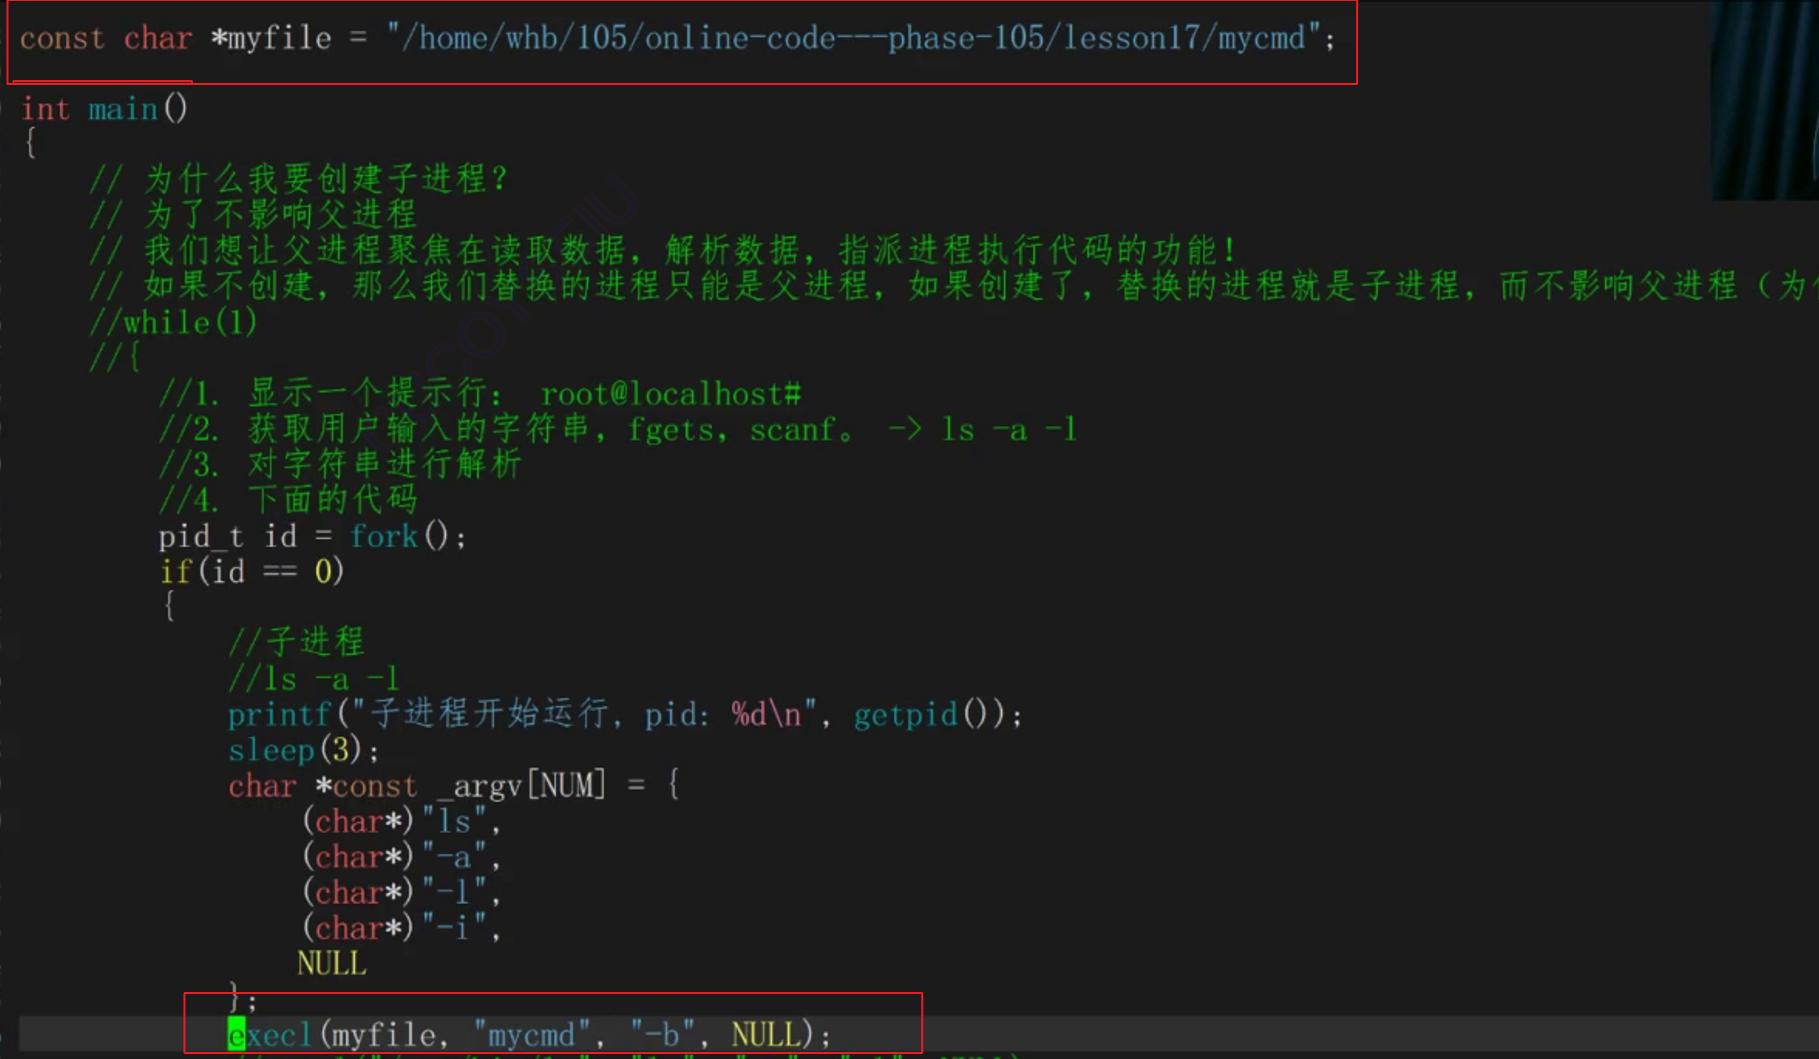 const char *myfile = "/home/whb/105/online-code---phase-105/lesson17/mycmd";
int main()
{
// 为什么我要创建子进程?
// 为了不影响父进程
// 我们想让父进程聚焦在读取数据, 解析数据, 指派进程执行代码的功能!
// 如果不创建, 那么我们替换的进程只能是父进程, 如果创建了, 替换的进程就是子进程, 而不影响父进程 (为
//while(1)
//{
//1. 显示一个提示行: root@localhost#
//2. 获取用户输入的字符串, fgets, scanf。 -> ls -a -l
//3. 对字符串进行解析
//4. 下面的代码
pid_t id = fork();
if(id == 0)
{
//子进程
//ls -a -l
printf("子进程开始运行, pid: %d\n", getpid());
sleep(3);
char *const _argv[NUM] = {
(char*)"ls",
(char*)"-a",
(char*)"-l",
(char*)"-i",
NULL
};
execl(myfile, "mycmd", "-b", NULL);